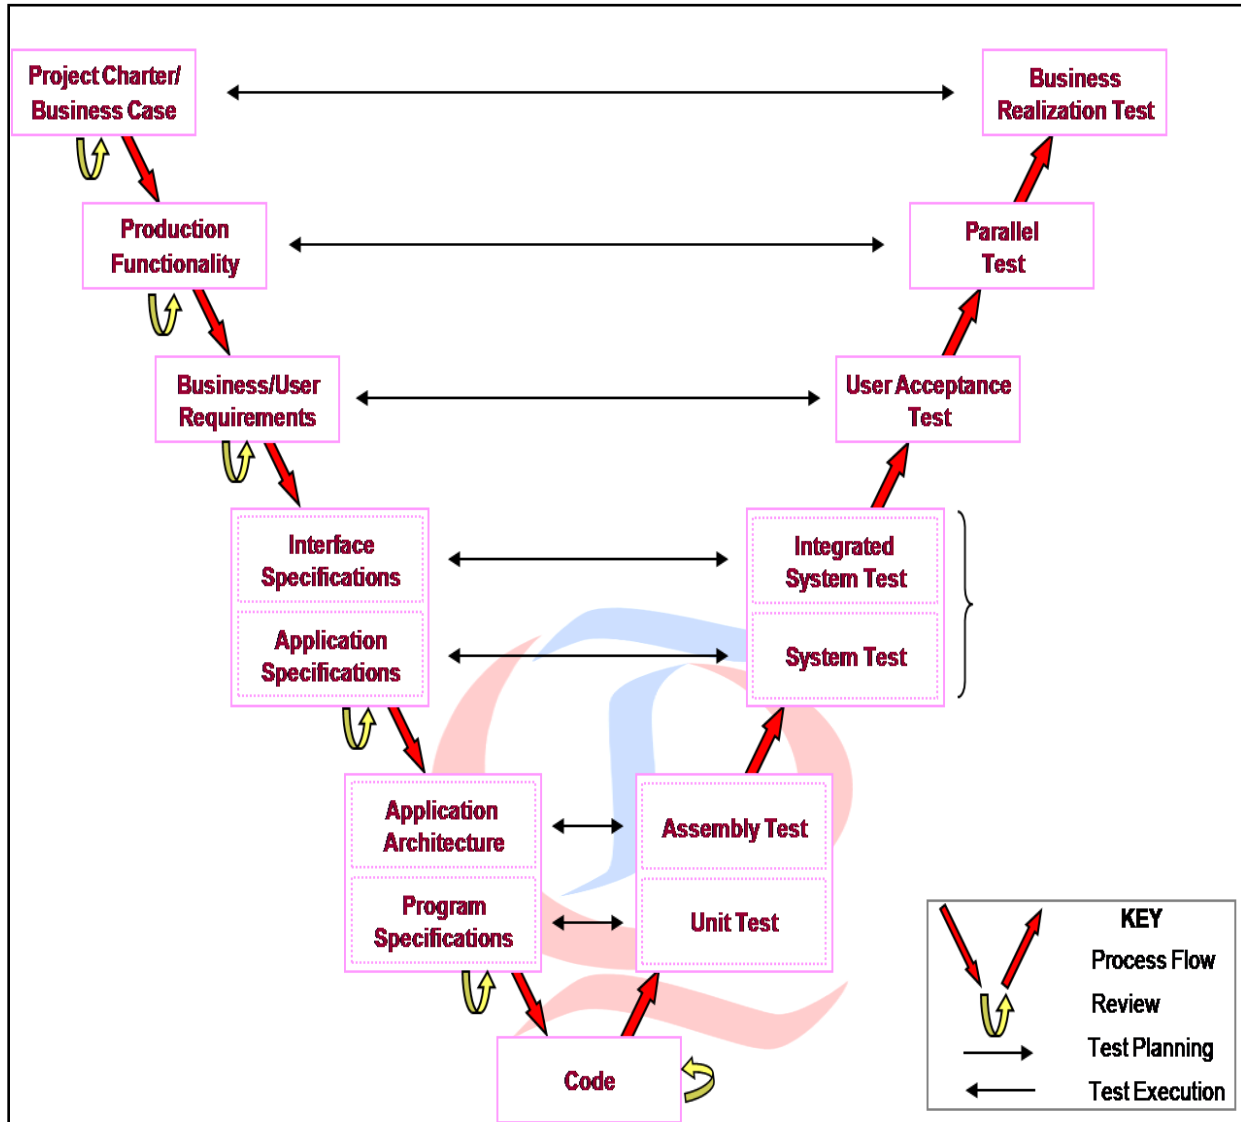 Project Charter/
Business Case
Business
Realization Test
Production
Functionality
Parallel
Test
Business/User
Requirements
User Acceptance
Test
Interface
Specifications
Integrated
System Test
Application
Specifications
System Test
Application
Architecture
Assembly Test
Program
Specifications
Unit Test
Code
KEY
Process Flow
Review
Test Planning
Test Execution